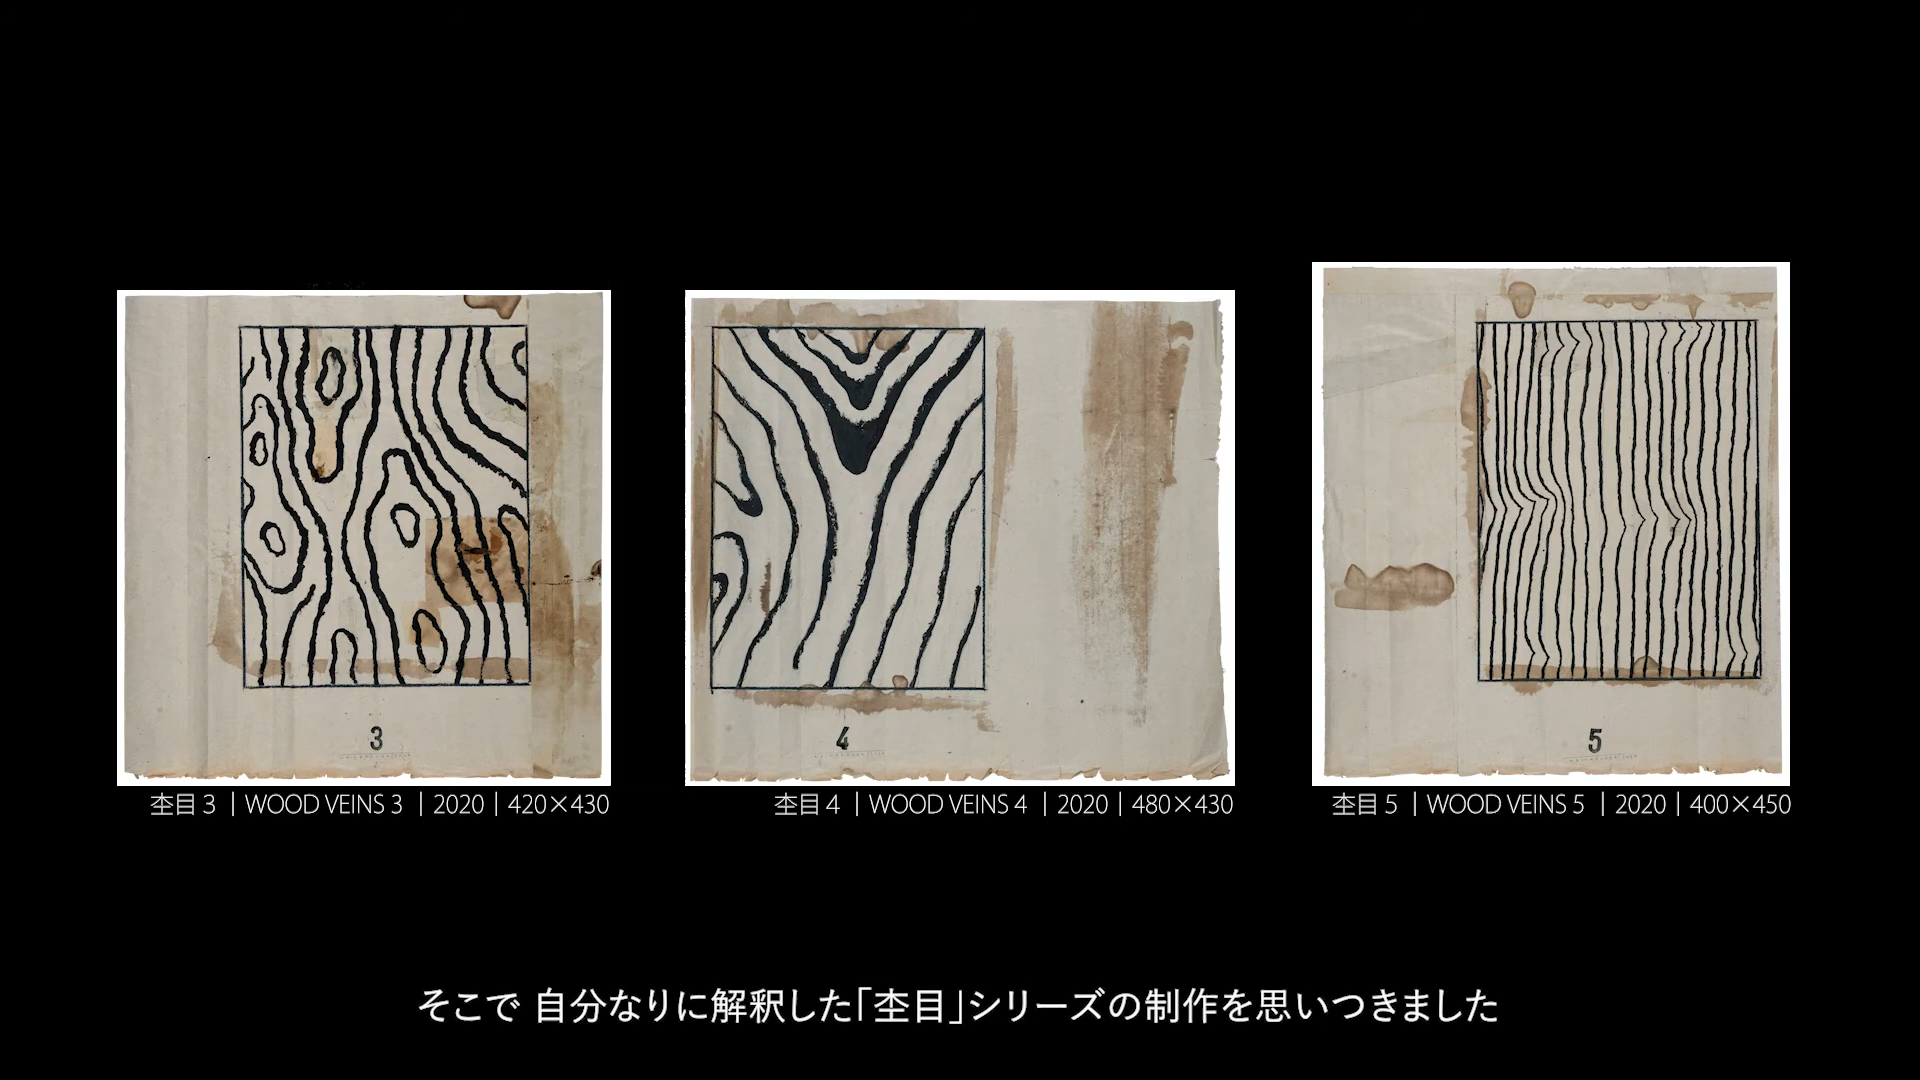 3
4
5
杢目 3 | WOOD VEINS 3 | 2020 | 420×430
杢目 4 | WOOD VEINS 4 | 2020 | 480×430
杢目 5 | WOOD VEINS 5 | 2020 | 400×450
そこで 自分なりに解釈した「杢目」シリーズの制作を思いつきました